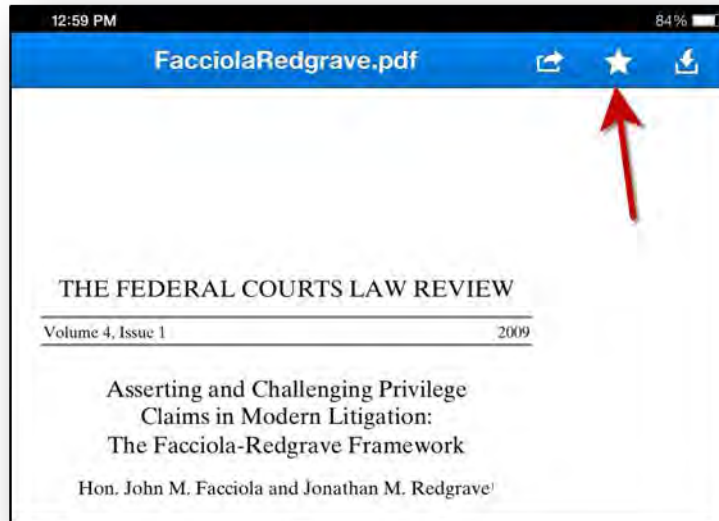 12:59 PM 84%
FacciolaRedgrave.pdf
THE FEDERAL COURTS LAW REVIEW
Volume 4, Issue 1 2009
Asserting and Challenging Privilege
Claims in Modern Litigation:
The Facciola-Redgrave Framework
Hon. John M. Facciola and Jonathan M. Redgrave¹